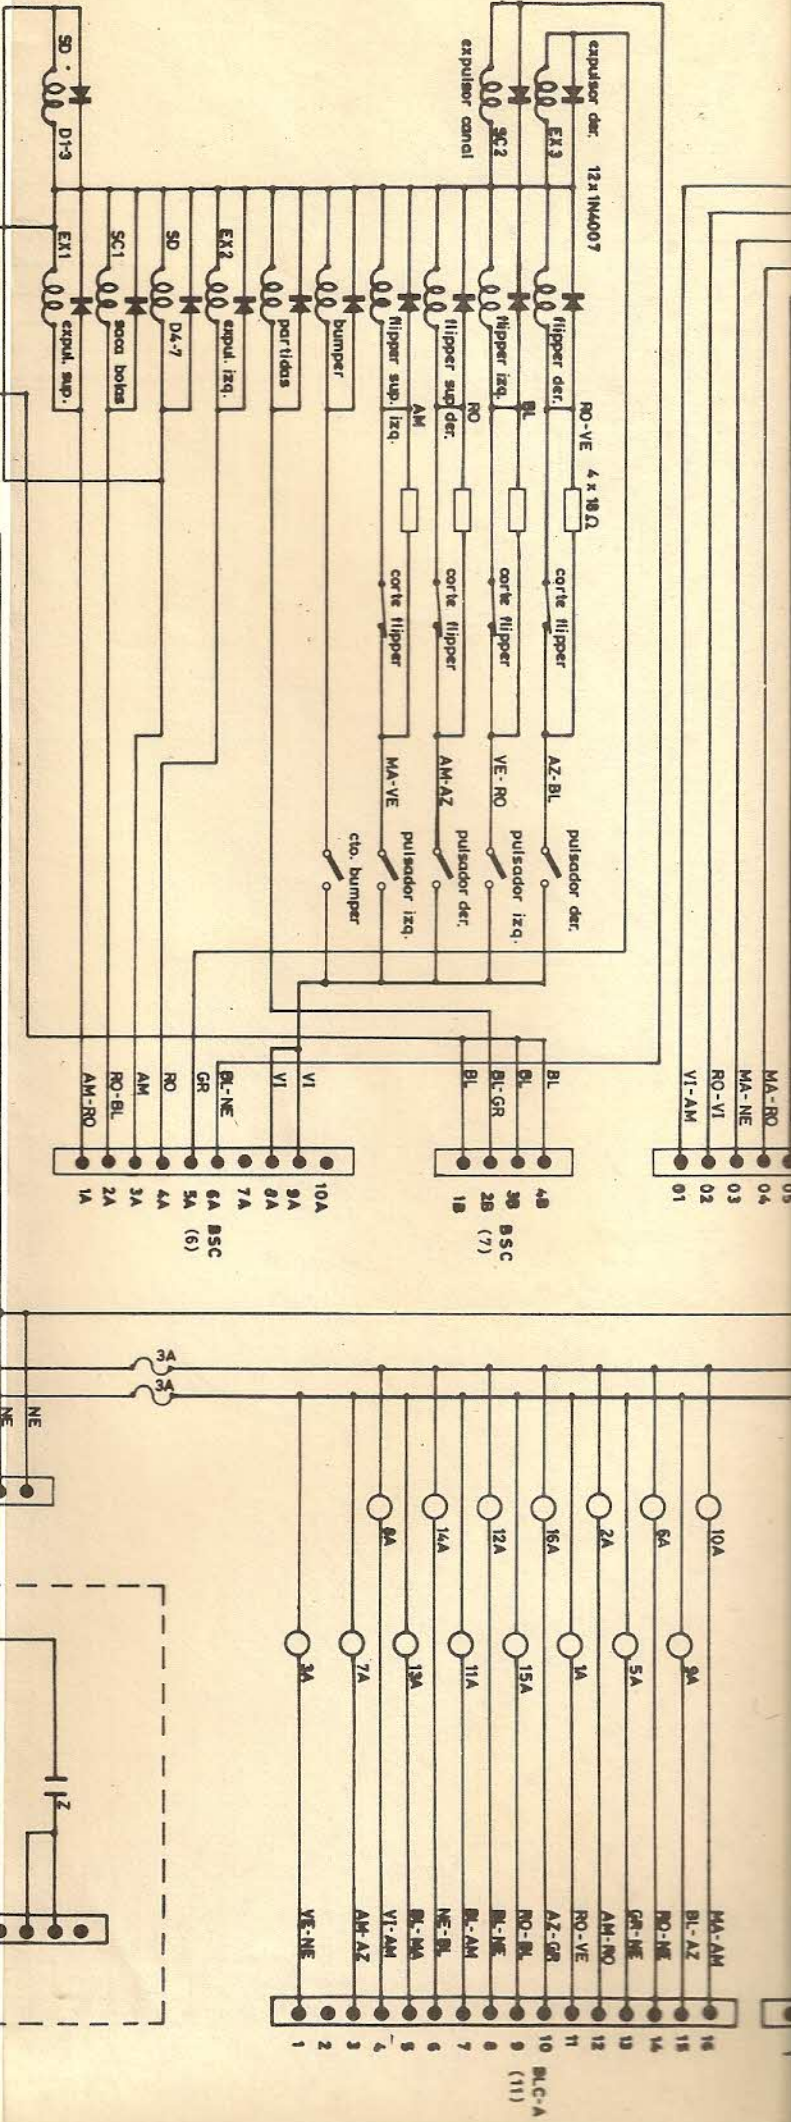 expulsor der.
12x 1N4007
EX3
expulsor canal
SC2
SD
D1-3
EX1
expul. sup.
SC1
saca bolas
SD
D4-7
EX2
expul. izq.
partidas
bumper
flipper sup. izq.
flipper sup. der.
flipper izq.
flipper der.
AM
RO
BL
RO-VE
4 x 18 Ω
corte flipper
corte flipper
corte flipper
corte flipper
MA-VE
AM-AZ
VE-RO
AZ-BL
cto. bumper
pulsador izq.
pulsador der.
pulsador izq.
pulsador der.
AM-RO
RO-BL
AM
RO
GR
BL-NE
VI
VI
BL
BL-GR
BL
BL
VI-AM
RO-VI
MA-NE
MA-RO
1A
2A
3A
4A
5A
6A
7A
8A
9A
10A
BSC
(6)
1B
2B
3B
4B
BSC
(7)
01
02
03
04
05
3A
3A
NE
NE
8A
14A
12A
16A
2A
6A
10A
3A
7A
13A
11A
15A
1A
5A
9A
Z
VE-NE
AM-AZ
VI-AM
BL-MA
NE-BL
BL-AM
BL-NE
RO-BL
AZ-GR
RO-VE
AM-RO
GR-NE
RO-NE
BL-AZ
MA-AM
1
2
3
4
5
6
7
8
9
10
11
12
13
14
15
16
BLC-A
(11)
1